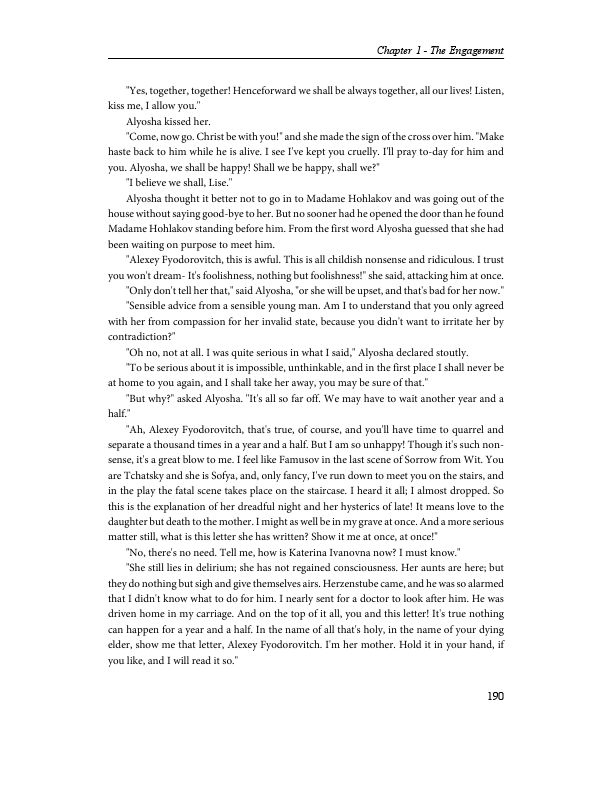 Chapter 1 - The Engagement
"Yes, together, together! Henceforward we shall be always together, all our lives! Listen,
kiss me, I allow you."
Alyosha kissed her.
"Come, now go. Christ be with you!" and she made the sign of the cross over him. "Make
haste back to him while he is alive. I see I've kept you cruelly. I'll pray to-day for him and
you. Alyosha, we shall be happy! Shall we be happy, shall we?"
"I believe we shall, Lise."
Alyosha thought it better not to go in to Madame Hohlakov and was going out of the
house without saying good-bye to her. But no sooner had he opened the door than he found
Madame Hohlakov standing before him. From the first word Alyosha guessed that she had
been waiting on purpose to meet him.
"Alexey Fyodorovitch, this is awful. This is all childish nonsense and ridiculous. I trust
you won't dream- It's foolishness, nothing but foolishness!" she said, attacking him at once.
"Only don't tell her that," said Alyosha, "or she will be upset, and that's bad for her now."
"Sensible advice from a sensible young man. Am I to understand that you only agreed
with her from compassion for her invalid state, because you didn't want to irritate her by
contradiction?"
"Oh no, not at all. I was quite serious in what I said," Alyosha declared stoutly.
"To be serious about it is impossible, unthinkable, and in the first place I shall never be
at home to you again, and I shall take her away, you may be sure of that."
"But why?" asked Alyosha. "It's all so far off. We may have to wait another year and a
half."
"Ah, Alexey Fyodorovitch, that's true, of course, and you'll have time to quarrel and
separate a thousand times in a year and a half. But I am so unhappy! Though it's such non-
sense, it's a great blow to me. I feel like Famusov in the last scene of Sorrow from Wit. You
are Tchatsky and she is Sofya, and, only fancy, I've run down to meet you on the stairs, and
in the play the fatal scene takes place on the staircase. I heard it all; I almost dropped. So
this is the explanation of her dreadful night and her hysterics of late! It means love to the
daughter but death to the mother. I might as well be in my grave at once. And a more serious
matter still, what is this letter she has written? Show it me at once, at once!"
"No, there's no need. Tell me, how is Katerina Ivanovna now? I must know."
"She still lies in delirium; she has not regained consciousness. Her aunts are here; but
they do nothing but sigh and give themselves airs. Herzenstube came, and he was so alarmed
that I didn't know what to do for him. I nearly sent for a doctor to look after him. He was
driven home in my carriage. And on the top of it all, you and this letter! It's true nothing
can happen for a year and a half. In the name of all that's holy, in the name of your dying
elder, show me that letter, Alexey Fyodorovitch. I'm her mother. Hold it in your hand, if
you like, and I will read it so."
190